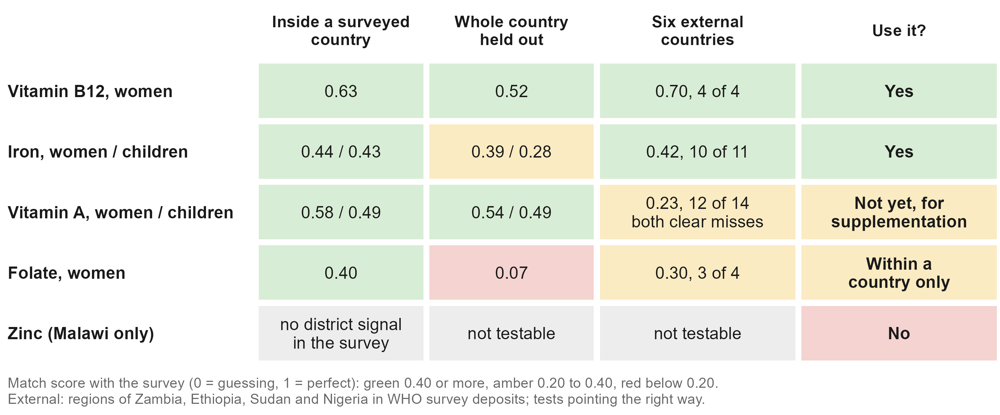 Inside a surveyed
country
Whole country
held out
Six external
countries
Use it?
Vitamin B12, women
0.63
0.52
0.70, 4 of 4
Yes
Iron, women / children
0.44 / 0.43
0.39 / 0.28
0.42, 10 of 11
Yes
Vitamin A, women / children
0.58 / 0.49
0.54 / 0.49
0.23, 12 of 14
both clear misses
Not yet, for
supplementation
Folate, women
0.40
0.07
0.30, 3 of 4
Within a
country only
Zinc (Malawi only)
no district signal
in the survey
not testable
not testable
No
Match score with the survey (0 = guessing, 1 = perfect): green 0.40 or more, amber 0.20 to 0.40, red below 0.20.
External: regions of Zambia, Ethiopia, Sudan and Nigeria in WHO survey deposits; tests pointing the right way.